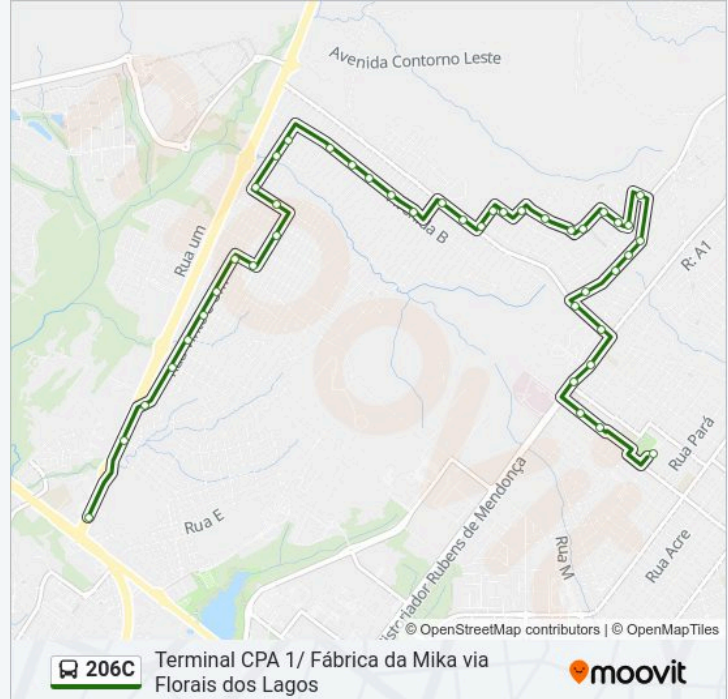 Avenida Contorno Leste
Rua um
R: A1
Rua Pará
Rua E
Rua M
Rua Acre
Historiador Rubens de Mendonça
© OpenStreetMap contributors | © OpenMapTiles
206C
Terminal CPA 1/ Fábrica da Mika via
Florais dos Lagos
moovit